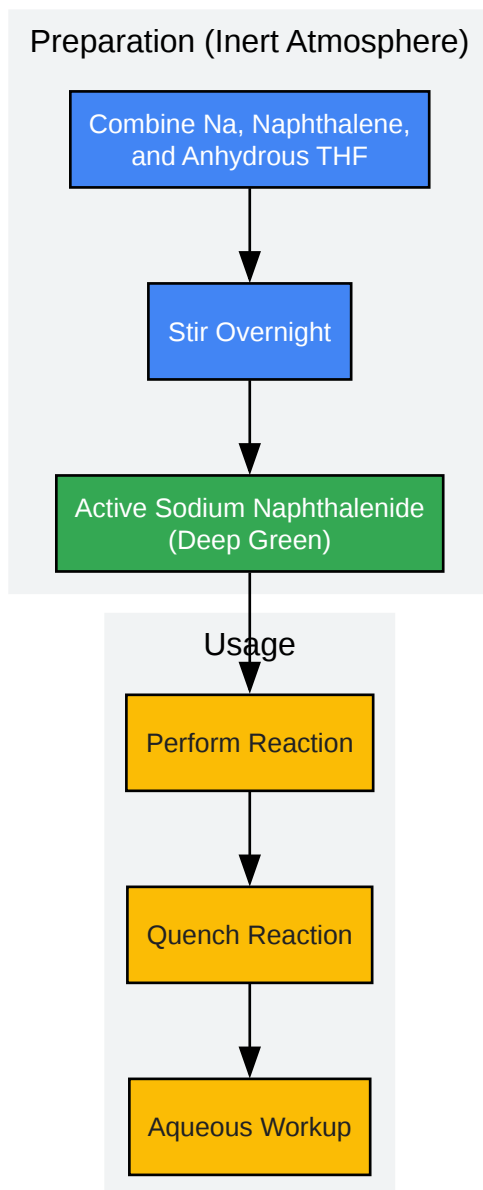 Preparation (Inert Atmosphere)
Combine Na, Naphthalene,
and Anhydrous THF
Stir Overnight
Active Sodium Naphthalenide
(Deep Green)
Usage
Perform Reaction
Quench Reaction
Aqueous Workup